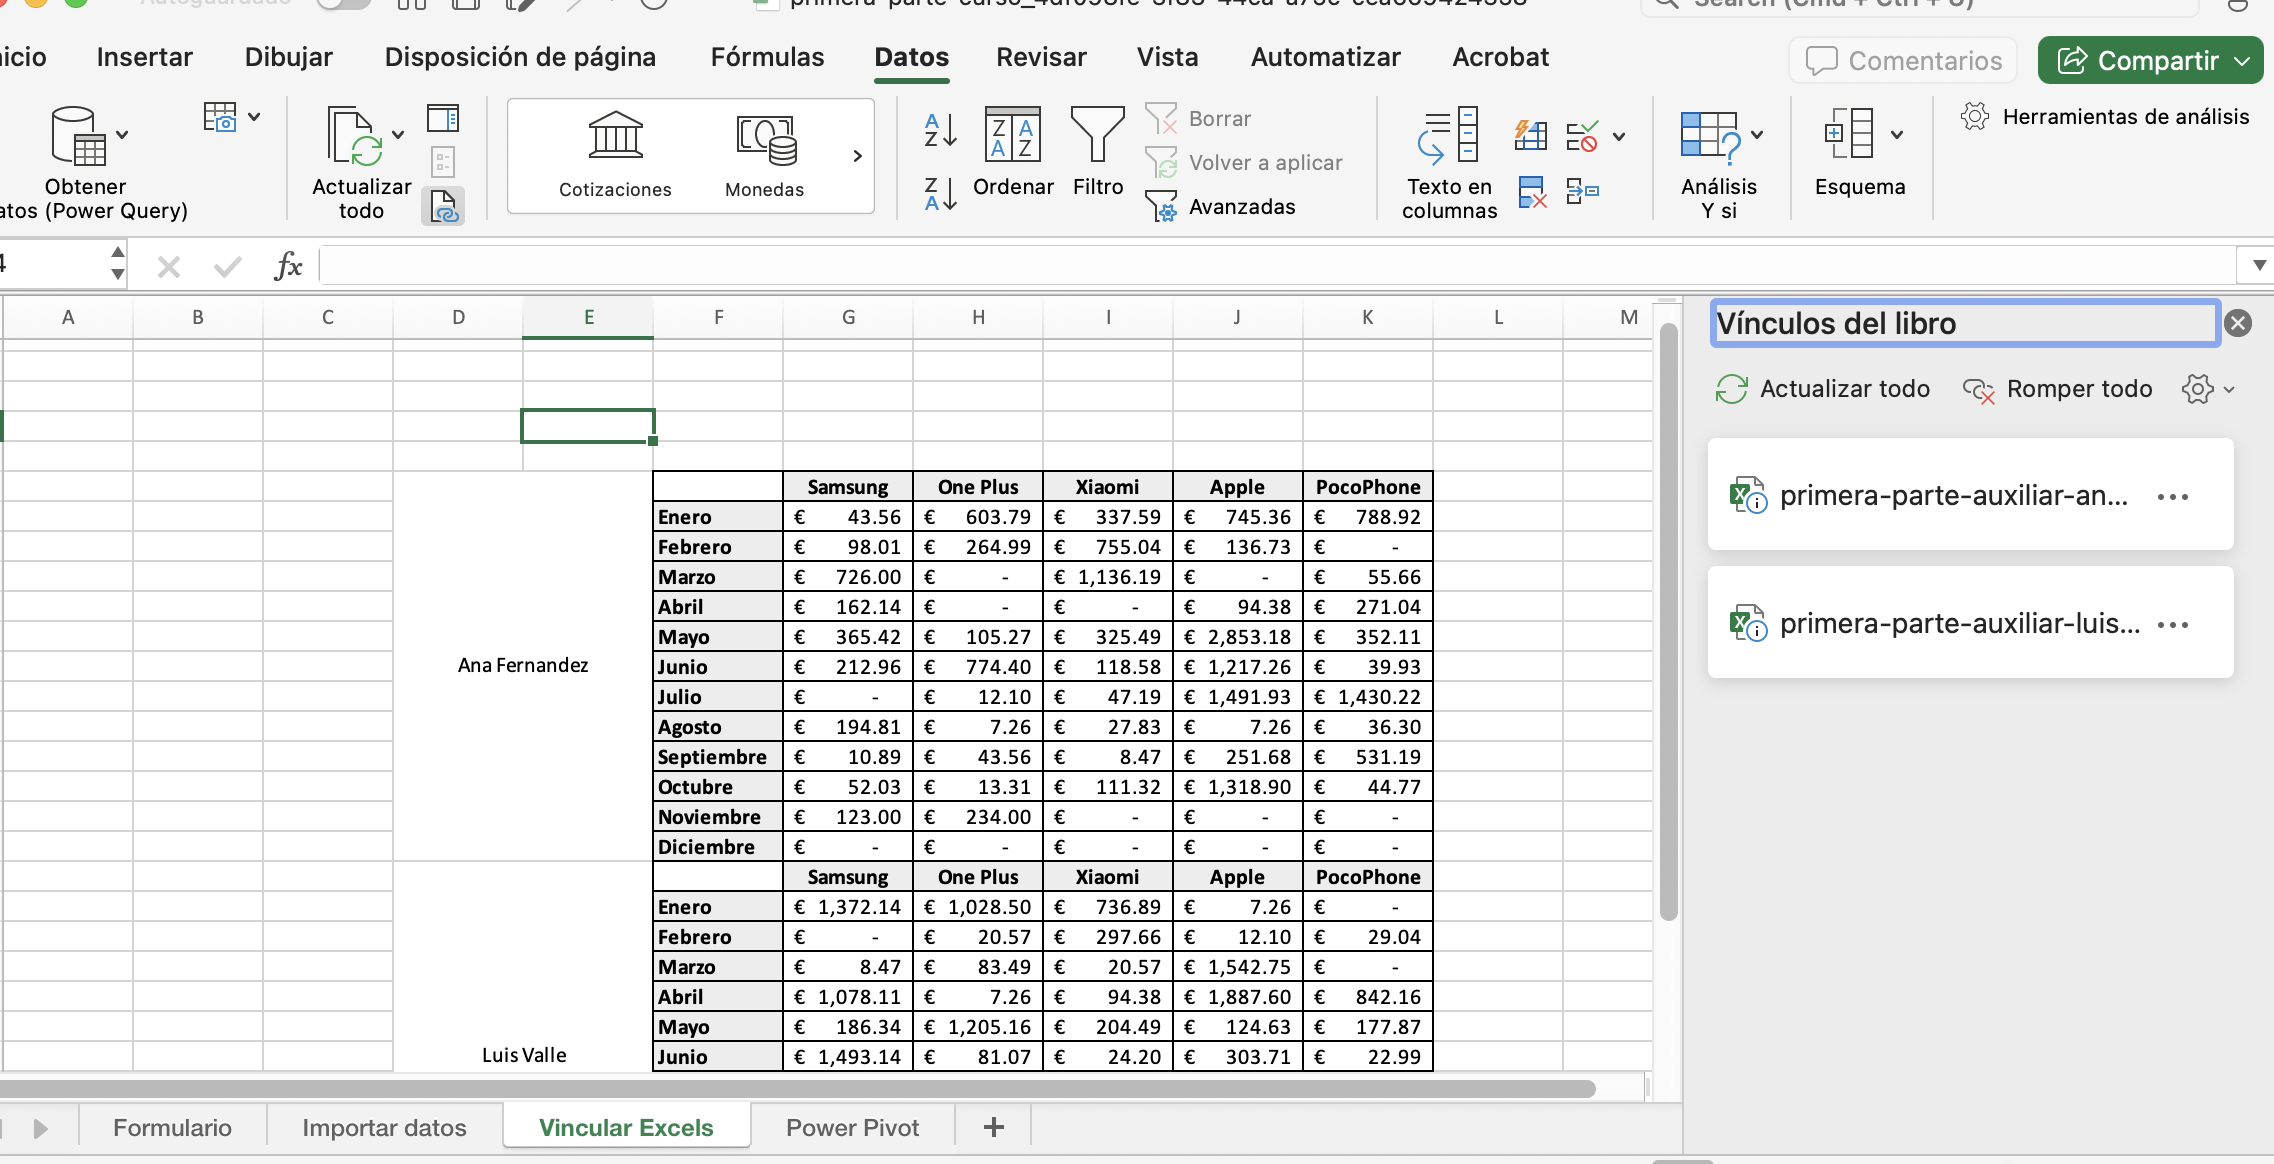 Insertar Dibujar Disposición de página Fórmulas Datos Revisar Vista Automatizar Acrobat Comentarios Compartir
Borrar
Herramientas de análisis
Volver a aplicar
Cotizaciones Monedas
Obtener Actualizar Ordenar Filtro Texto en Análisis Esquema
(Power Query) todo Avanzadas columnas Y si
fx
A B C D E F G H I J K L M
Vínculos del libro
Actualizar todo Romper todo
primera-parte-auxiliar-an...
primera-parte-auxiliar-luis...
Samsung One Plus Xiaomi Apple PocoPhone
Enero € 43.56 € 603.79 € 337.59 € 745.36 € 788.92
Febrero € 98.01 € 264.99 € 755.04 € 136.73 € -
Marzo € 726.00 € - € 1,136.19 € - € 55.66
Abril € 162.14 € - € - € 94.38 € 271.04
Mayo € 365.42 € 105.27 € 325.49 € 2,853.18 € 352.11
Ana Fernandez
Junio € 212.96 € 774.40 € 118.58 € 1,217.26 € 39.93
Julio € - € 12.10 € 47.19 € 1,491.93 € 1,430.22
Agosto € 194.81 € 7.26 € 27.83 € 7.26 € 36.30
Septiembre € 10.89 € 43.56 € 8.47 € 251.68 € 531.19
Octubre € 52.03 € 13.31 € 111.32 € 1,318.90 € 44.77
Noviembre € 123.00 € 234.00 € - € - € -
Diciembre € - € - € - € - € -
Samsung One Plus Xiaomi Apple PocoPhone
Enero € 1,372.14 € 1,028.50 € 736.89 € 7.26 € -
Febrero € - € 20.57 € 297.66 € 12.10 € 29.04
Marzo € 8.47 € 83.49 € 20.57 € 1,542.75 € -
Abril € 1,078.11 € 7.26 € 94.38 € 1,887.60 € 842.16
Mayo € 186.34 € 1,205.16 € 204.49 € 124.63 € 177.87
Luis Valle
Junio € 1,493.14 € 81.07 € 24.20 € 303.71 € 22.99
Formulario Importar datos Vincular Excels Power Pivot +